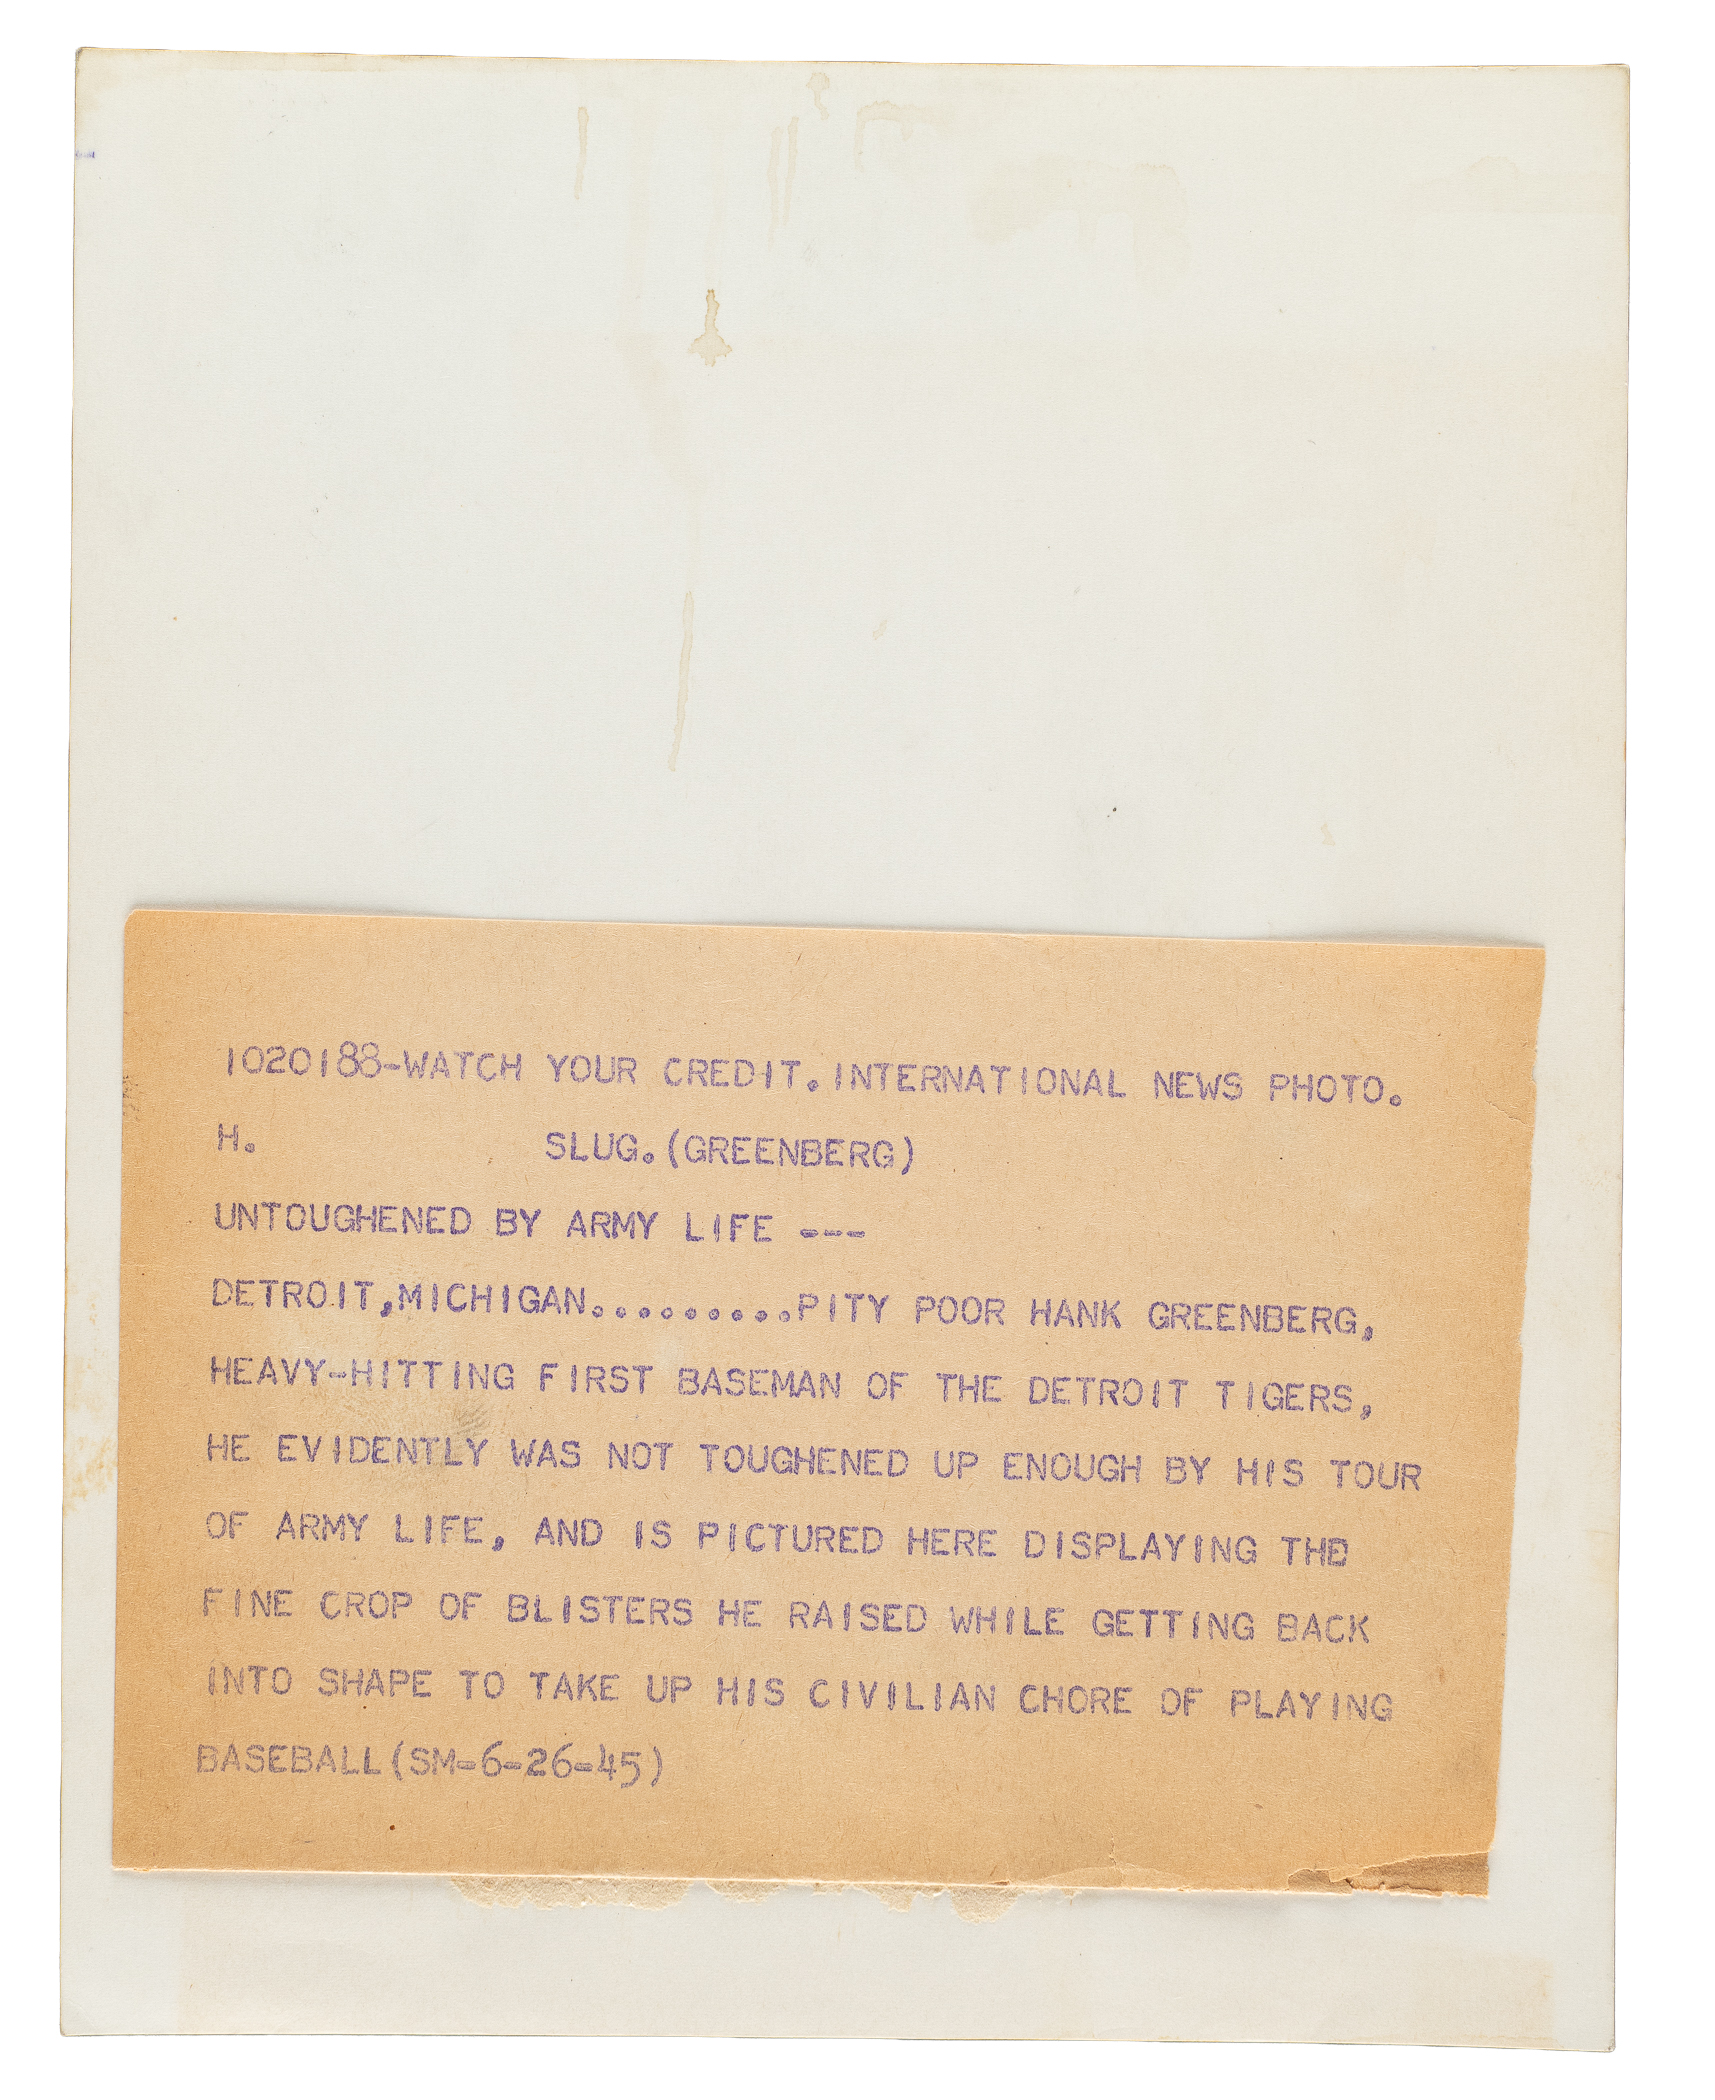 1020188-WATCH YOUR CREDIT.INTERNATIONAL NEWS PHOTO.
H. SLUG.(GREENBERG)
UNTOUGHENED BY ARMY LIFE ---
DETROIT,MICHIGAN.........PITY POOR HANK GREENBERG,
HEAVY-HITTING FIRST BASEMAN OF THE DETROIT TIGERS,
HE EVIDENTLY WAS NOT TOUGHENED UP ENOUGH BY HIS TOUR
OF ARMY LIFE, AND IS PICTURED HERE DISPLAYING THE
FINE CROP OF BLISTERS HE RAISED WHILE GETTING BACK
INTO SHAPE TO TAKE UP HIS CIVILIAN CHORE OF PLAYING
BASEBALL(SM-6-26-45)